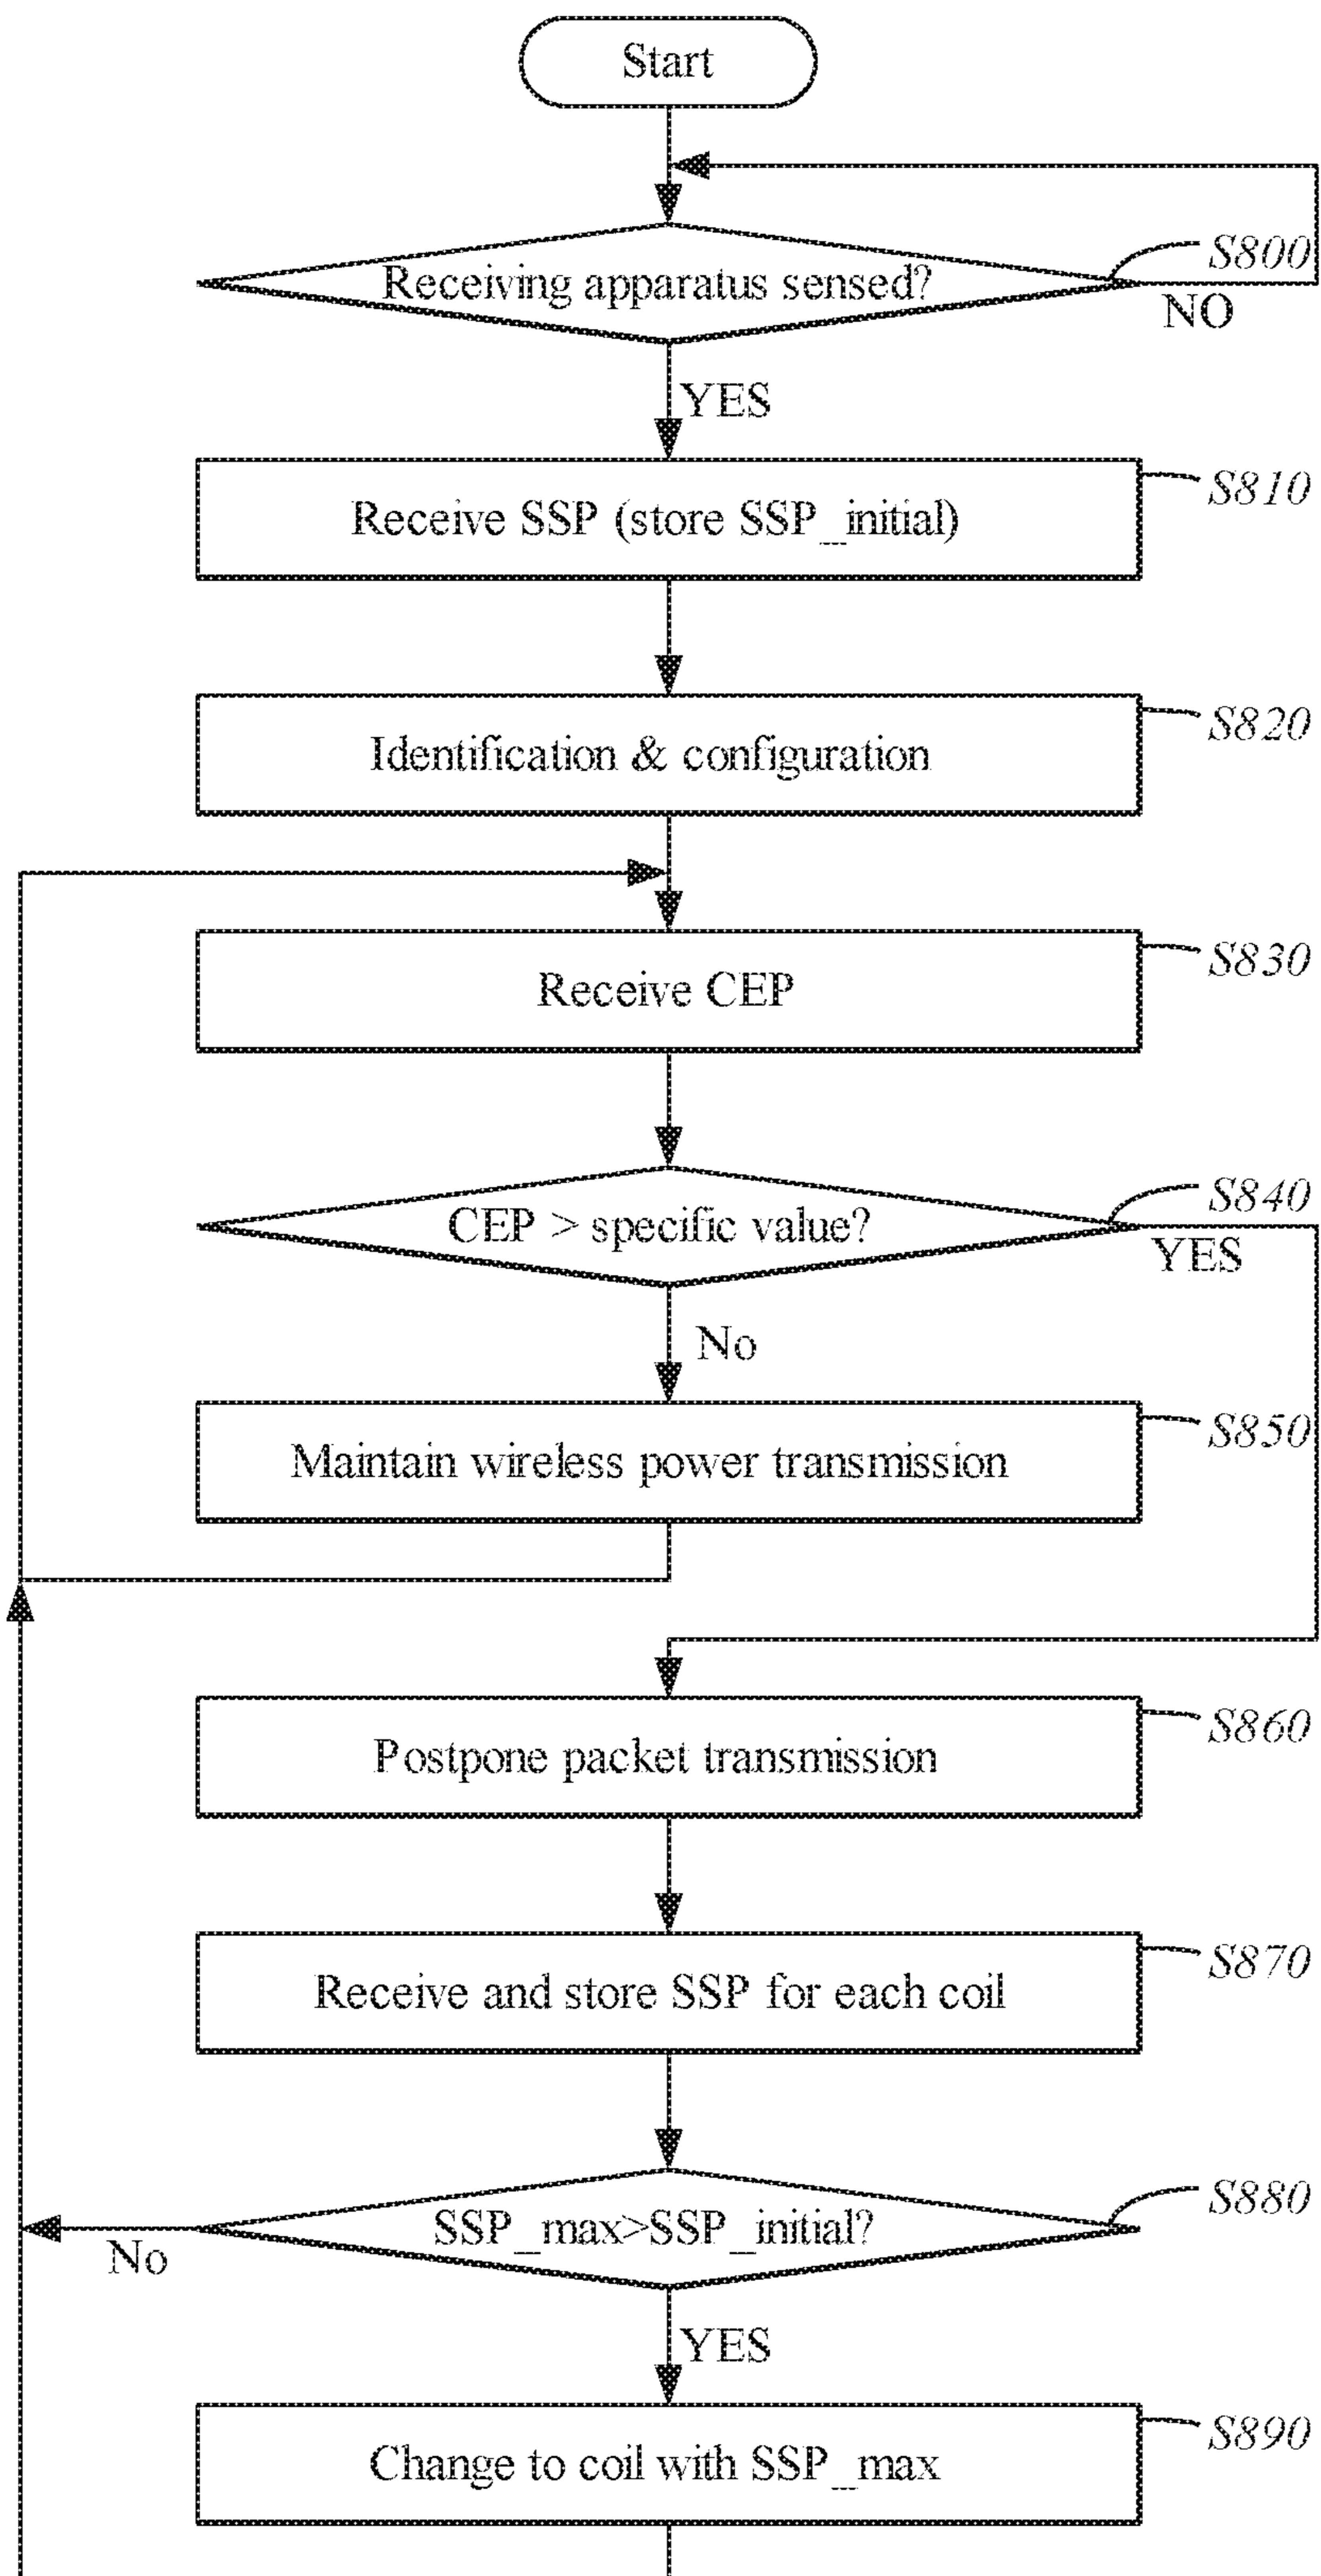 Start
Receiving apparatus sensed?
S800
NO
YES
Receive SSP (store SSP_initial)
S810
Identification & configuration
S820
Receive CEP
S830
CEP > specific value?
S840
YES
No
Maintain wireless power transmission
S850
Postpone packet transmission
S860
Receive and store SSP for each coil
S870
SSP_max>SSP_initial?
S880
No
YES
Change to coil with SSP_max
S890